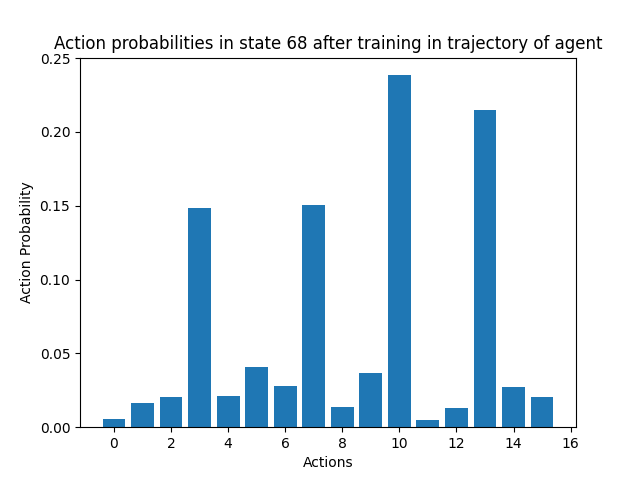 Action probabilities in state 68 after training in trajectory of agent
0.25
0.20
0.15
0.10
0.05
0.00
Action Probability
0 2 4 6 8 10 12 14 16
Actions